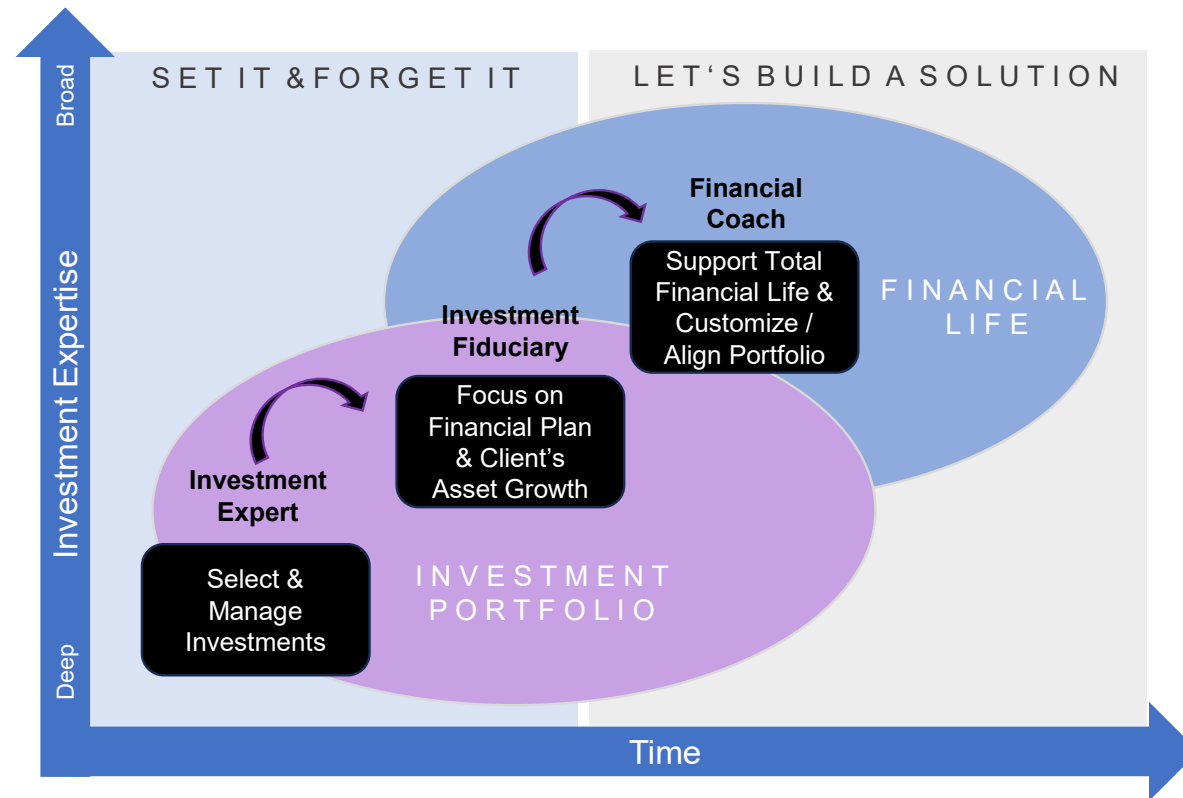 SET IT & FORGET IT
LET‘S BUILD A SOLUTION
Broad
Investment Expertise
Deep
Financial
Coach
Support Total
Financial Life &
Customize /
Align Portfolio
FINANCIAL
LIFE
Investment
Fiduciary
Focus on
Financial Plan
& Client’s
Asset Growth
Investment
Expert
Select &
Manage
Investments
INVESTMENT
PORTFOLIO
Time